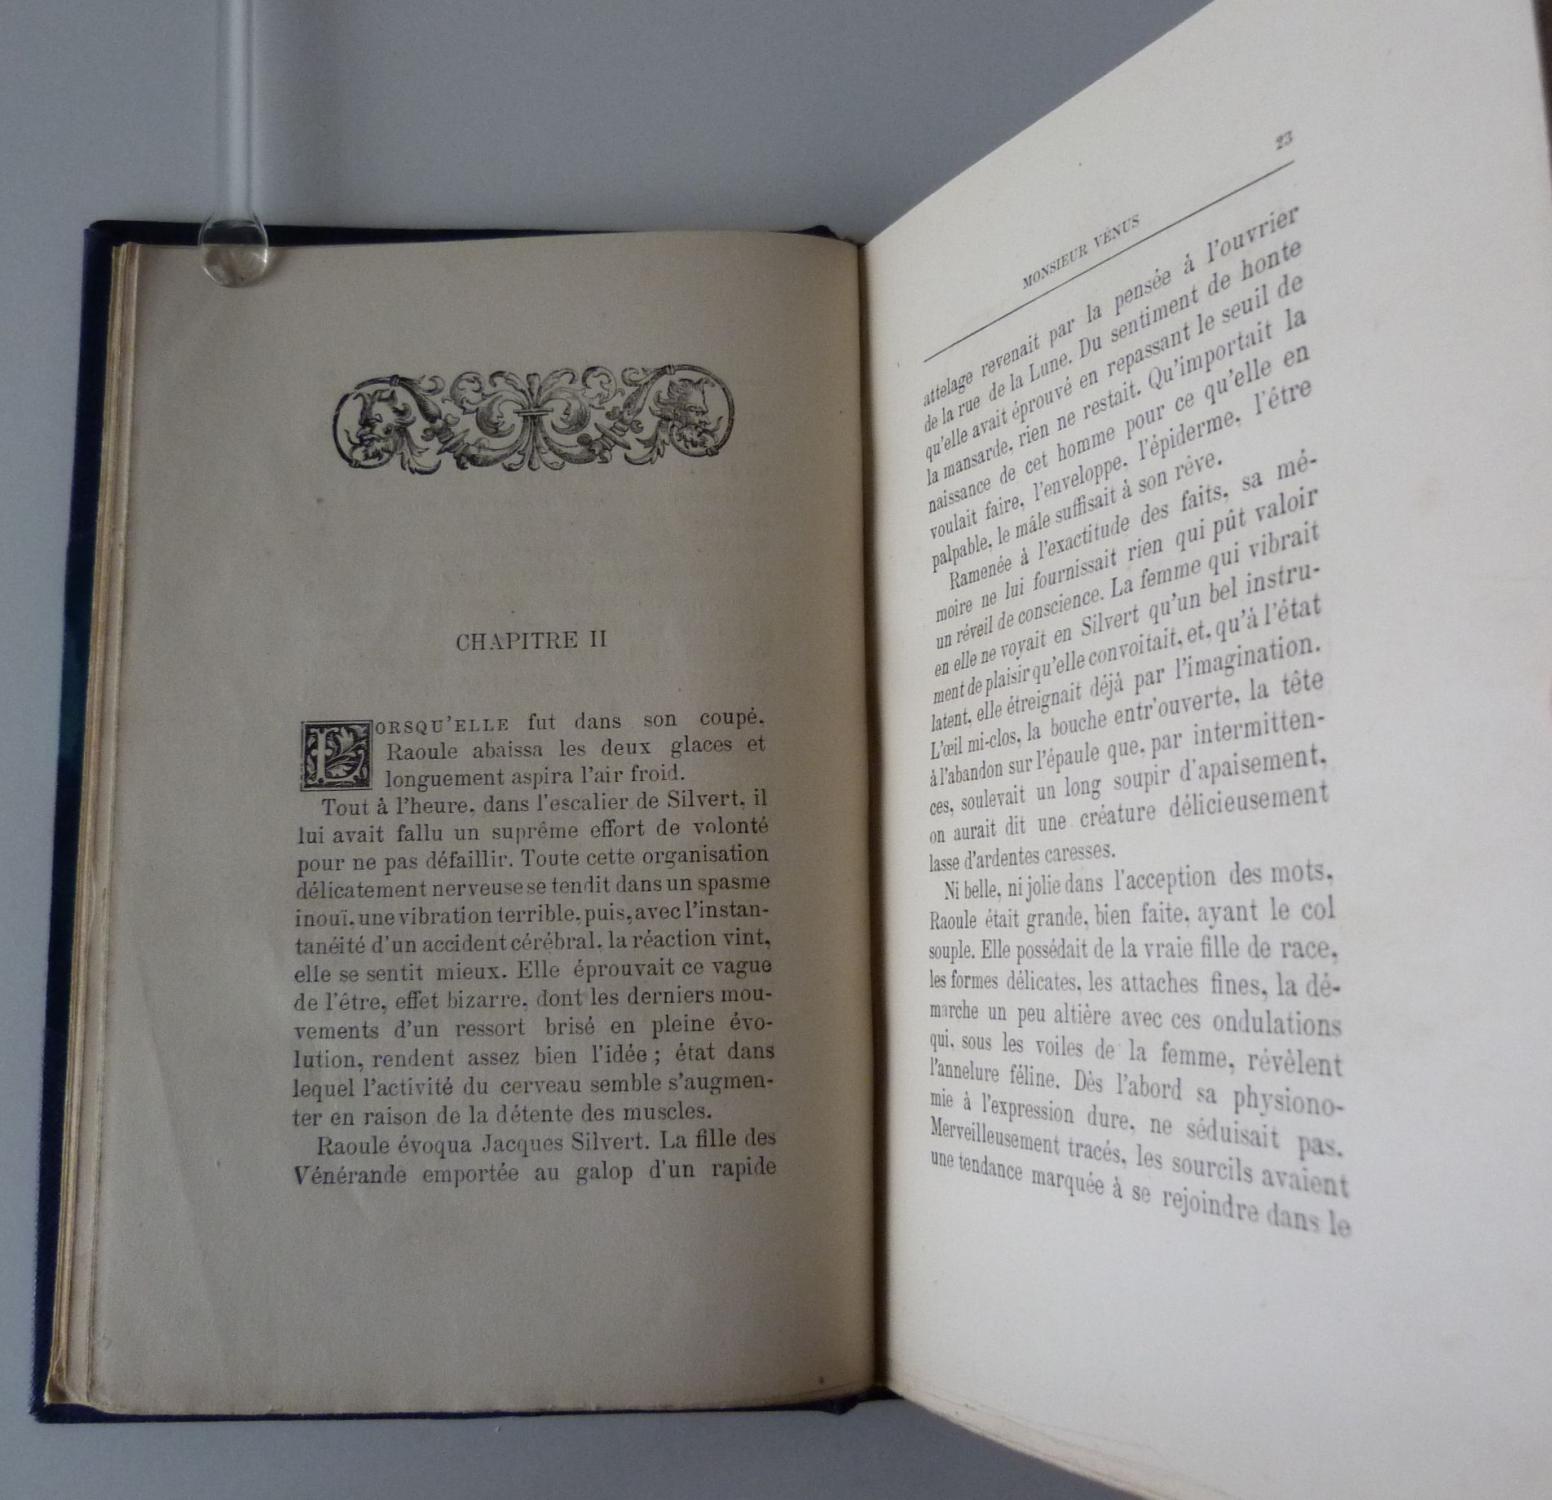 CHAPITRE II
LORSQU'ELLE fut dans son coupé,
Raoule abaissa les deux glaces et
longuement aspira l'air froid.
Tout à l'heure, dans l'escalier de Silvert, il
lui avait fallu un suprême effort de volonté
pour ne pas défaillir. Toute cette organisation
délicatement nerveuse se tendit dans un spasme
inouï, une vibration terrible, puis, avec l'instan-
tanéité d'un accident cérébral, la réaction vint,
elle se sentit mieux. Elle éprouvait ce vague
de l'être, effet bizarre, dont les derniers mou-
vements d'un ressort brisé en pleine évo-
lution, rendent assez bien l'idée ; état dans
lequel l'activité du cerveau semble s'augmen-
ter en raison de la détente des muscles.
Raoule évoqua Jacques Silvert. La fille des
Vénérande emportée au galop d'un rapide
MONSIEUR VÉNUS 23
attelage revenait par la pensée à l'ouvrier
de la rue de la Lune. Du sentiment de honte
qu'elle avait éprouvé en repassant le seuil de
la mansarde, rien ne restait. Qu'importait la
naissance de cet homme pour ce qu'elle en
voulait faire, l'enveloppe, l'épiderme, l'être
palpable, le mâle suffisait à son rêve.
Ramenée à l'exactitude des faits, sa mé-
moire ne lui fournissait rien qui pût valoir
un réveil de conscience. La femme qui vibrait
en elle ne voyait en Silvert qu'un bel instru-
ment de plaisir qu'elle convoitait, et, qu'à l'état
latent, elle étreignait déjà par l'imagination.
L'œil mi-clos, la bouche entr'ouverte, la tête
à l'abandon sur l'épaule que, par intermitten-
ces, soulevait un long soupir d'apaisement,
on aurait dit une créature délicieusement
lasse d'ardentes caresses.
Ni belle, ni jolie dans l'acception des mots,
Raoule était grande, bien faite, ayant le col
souple. Elle possédait de la vraie fille de race,
les formes délicates, les attaches fines, la dé-
marche un peu altière avec ces ondulations
qui, sous les voiles de la femme, révèlent
l'annelure féline. Dès l'abord sa physiono-
mie à l'expression dure, ne séduisait pas.
Merveilleusement tracés, les sourcils avaient
une tendance marquée à se rejoindre dans le